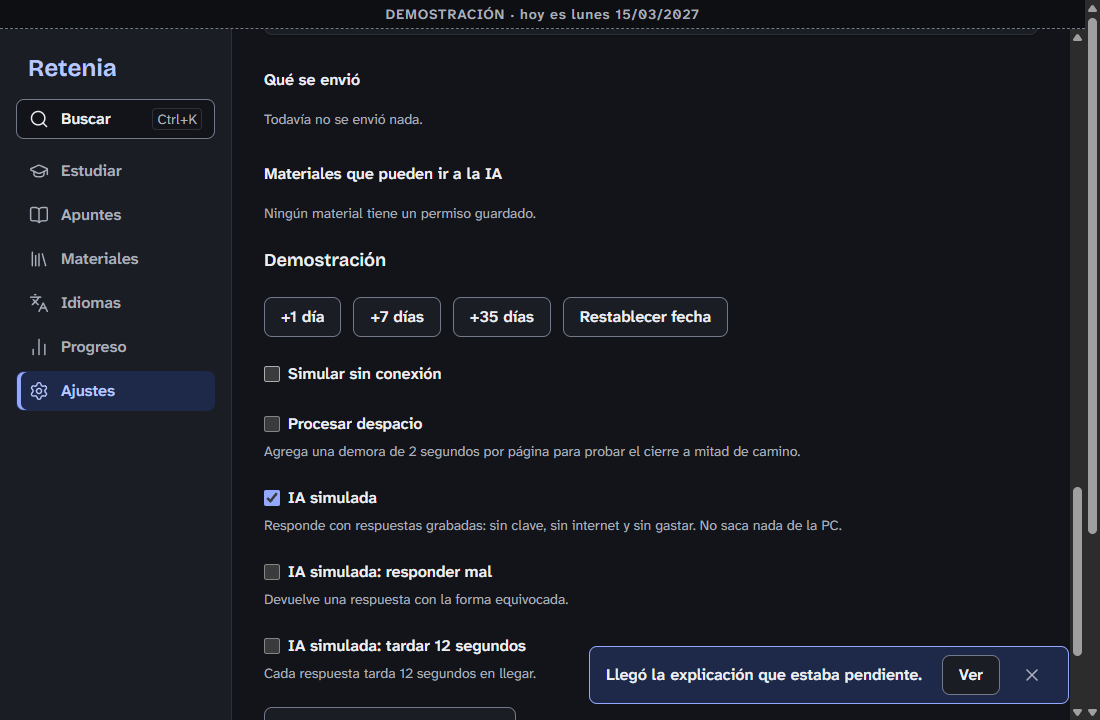 DEMOSTRACIÓN · hoy es lunes 15/03/2027
Retenia
Buscar Ctrl+K
Estudiar
Apuntes
Materiales
Idiomas
Progreso
Ajustes
Qué se envió
Todavía no se envió nada.
Materiales que pueden ir a la IA
Ningún material tiene un permiso guardado.
Demostración
+1 día +7 días +35 días Restablecer fecha
Simular sin conexión
Procesar despacio
Agrega una demora de 2 segundos por página para probar el cierre a mitad de camino.
IA simulada
Responde con respuestas grabadas: sin clave, sin internet y sin gastar. No saca nada de la PC.
IA simulada: responder mal
Devuelve una respuesta con la forma equivocada.
IA simulada: tardar 12 segundos
Cada respuesta tarda 12 segundos en llegar.
Llegó la explicación que estaba pendiente. Ver